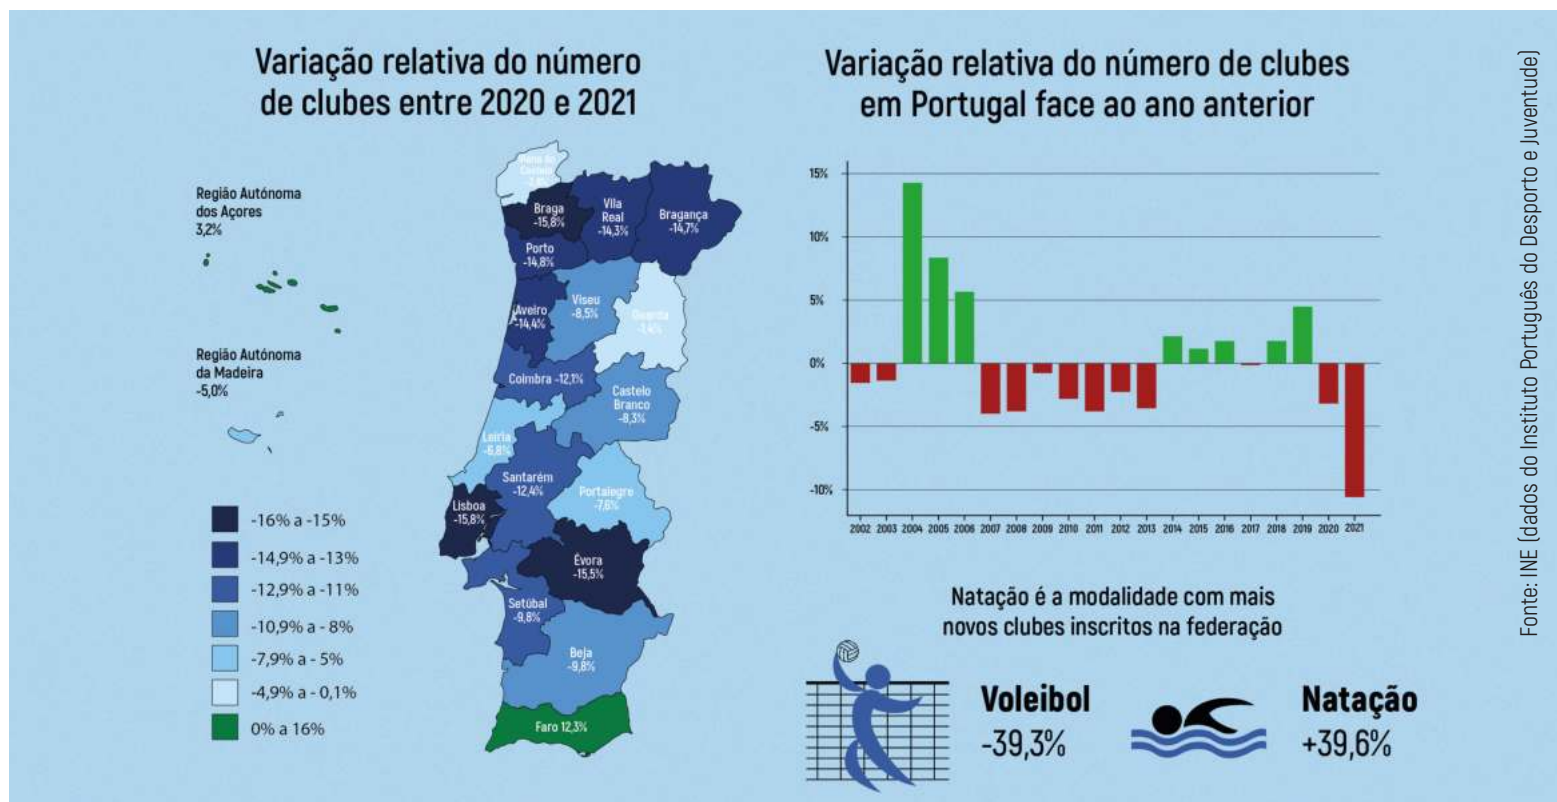 Variação relativa do número
de clubes entre 2020 e 2021
Região Autónoma
dos Açores
3,2%
Região Autónoma
da Madeira
-5,0%
Viana do
Castelo
Braga
-15,8%
Vila
Real
-14,3%
Bragança
-14,7%
Porto
-14,8%
Aveiro
-14,4%
Viseu
-8,5%
Guarda
Coimbra -12,1%
Castelo
Branco
-8,3%
Leiria
-6,8%
Santarém
-12,4%
Portalegre
-7,6%
Lisboa
-15,8%
Évora
-15,5%
Setúbal
-9,8%
Beja
-9,8%
Faro 12,3%
-16% a -15%
-14,9% a -13%
-12,9% a -11%
-10,9% a - 8%
-7,9% a - 5%
-4,9% a - 0,1%
0% a 16%
Variação relativa do número de clubes
em Portugal face ao ano anterior
15%
10%
5%
0%
-5%
-10%
2002 2003 2004 2005 2006 2007 2008 2009 2010 2011 2012 2013 2014 2015 2016 2017 2018 2019 2020 2021
Natação é a modalidade com mais
novos clubes inscritos na federação
Voleibol
-39,3%
Natação
+39,6%
Fonte: INE (dados do Instituto Português do Desporto e Juventude)